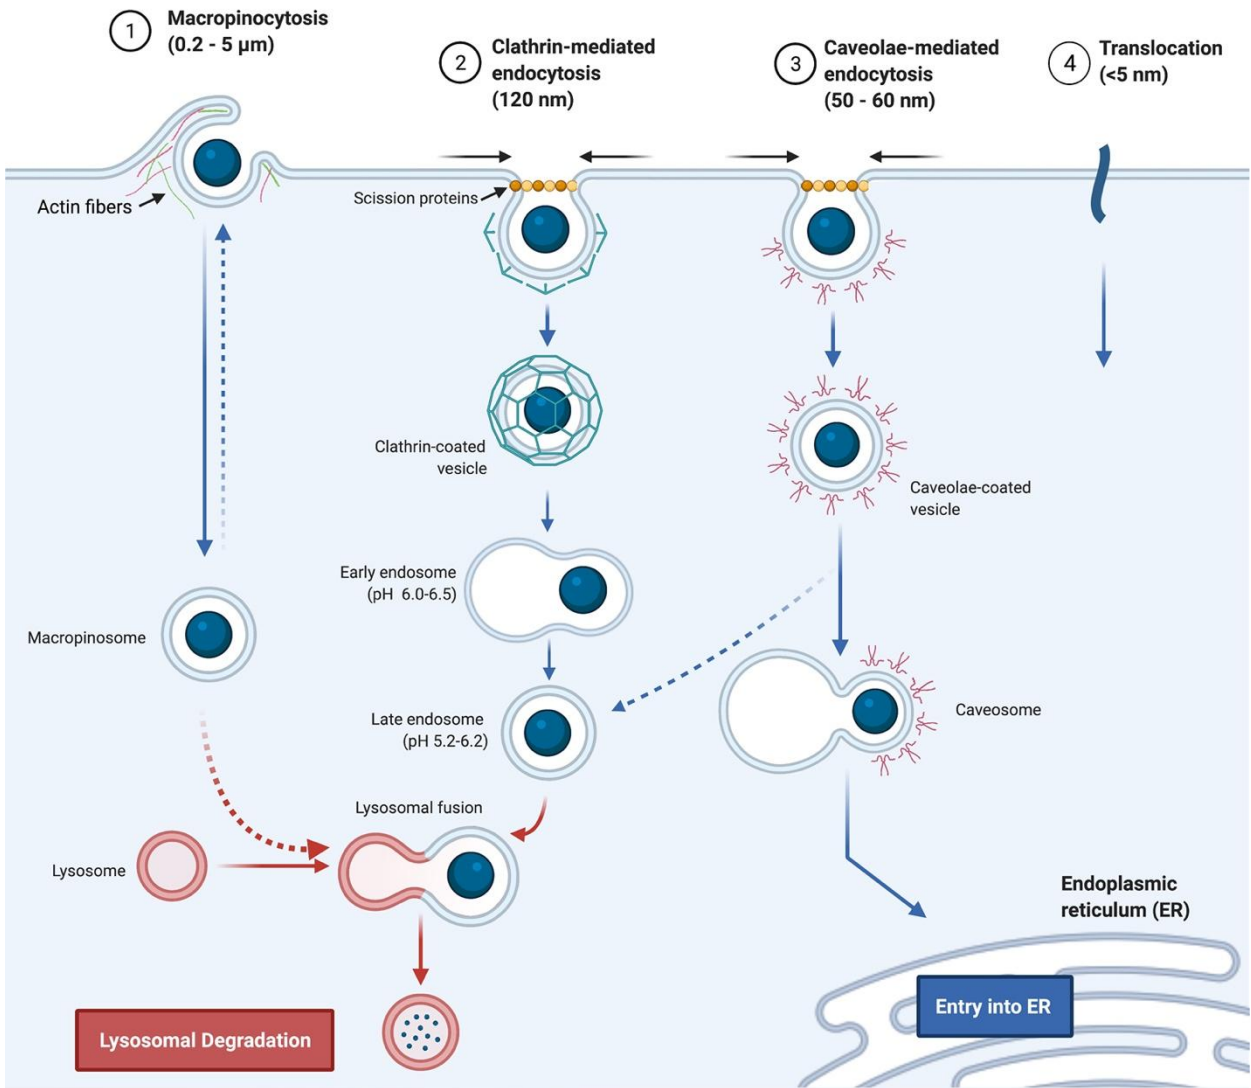 1
Macropinocytosis
(0.2 - 5 µm)
2
Clathrin-mediated
endocytosis
(120 nm)
3
Caveolae-mediated
endocytosis
(50 - 60 nm)
4
Translocation
(<5 nm)
Actin fibers
Scission proteins
Clathrin-coated
vesicle
Caveolae-coated
vesicle
Early endosome
(pH 6.0-6.5)
Macropinosome
Late endosome
(pH 5.2-6.2)
Caveosome
Lysosomal fusion
Lysosome
Endoplasmic
reticulum (ER)
Entry into ER
Lysosomal Degradation